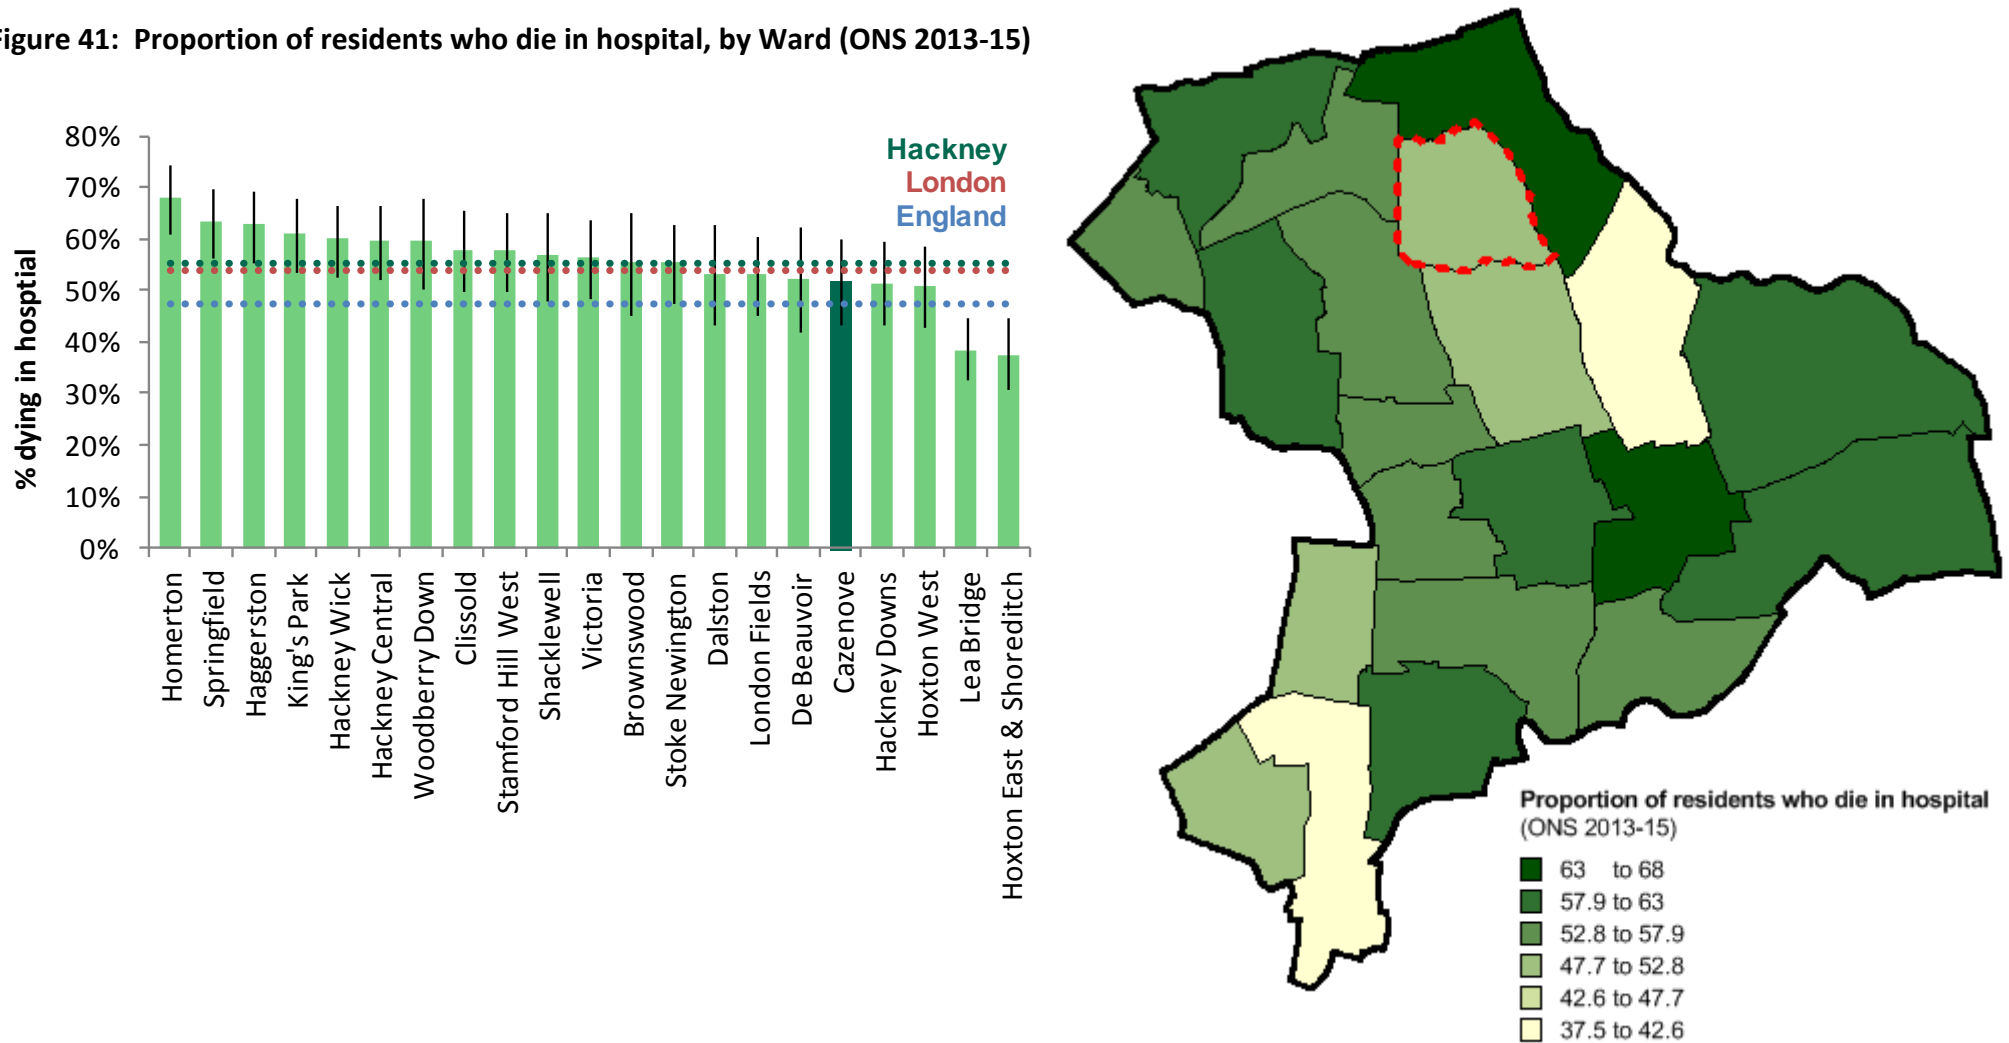 Figure 41: Proportion of residents who die in hospital, by Ward (ONS 2013-15)
% dying in hosptial
80%
70%
60%
50%
40%
30%
20%
10%
0%
Hackney
London
England
Homerton
Springfield
Haggerston
King's Park
Hackney Wick
Hackney Central
Woodberry Down
Clissold
Stamford Hill West
Shacklewell
Victoria
Brownswood
Stoke Newington
Dalston
London Fields
De Beauvoir
Cazenove
Hackney Downs
Hoxton West
Lea Bridge
Hoxton East & Shoreditch
Proportion of residents who die in hospital
(ONS 2013-15)
63 to 68
57.9 to 63
52.8 to 57.9
47.7 to 52.8
42.6 to 47.7
37.5 to 42.6